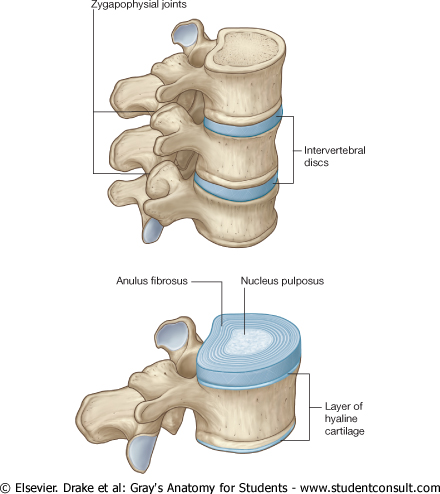 Zygapophysial joints
Intervertebral
discs
Anulus fibrosus
Nucleus pulposus
Layer of
hyaline
cartilage
© Elsevier. Drake et al: Gray's Anatomy for Students - www.studentconsult.com